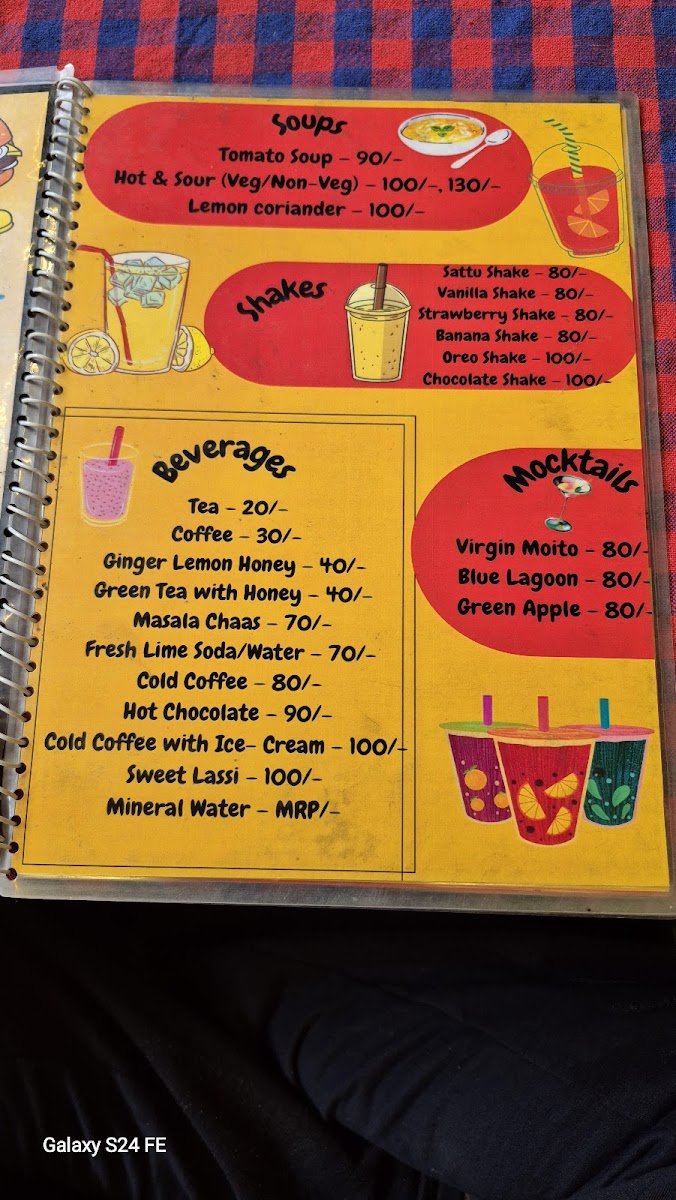 Soups
Tomato Soup - 90/-
Hot & Sour (Veg/Non-Veg) - 100/-, 130/-
Lemon coriander - 100/-
Shakes
Sattu Shake - 80/-
Vanilla Shake - 80/-
Strawberry Shake - 80/-
Banana Shake - 80/-
Oreo Shake - 100/-
Chocolate Shake - 100/-
Beverages
Tea - 20/-
Coffee - 30/-
Ginger Lemon Honey - 40/-
Green Tea with Honey - 40/-
Masala Chaas - 70/-
Fresh Lime Soda/Water - 70/-
Cold Coffee - 80/-
Hot Chocolate - 90/-
Cold Coffee with Ice- Cream - 100/-
Sweet Lassi - 100/-
Mineral Water - MRP/-
Mocktails
Virgin Moito - 80/-
Blue Lagoon - 80/-
Green Apple - 80/-
Galaxy S24 FE